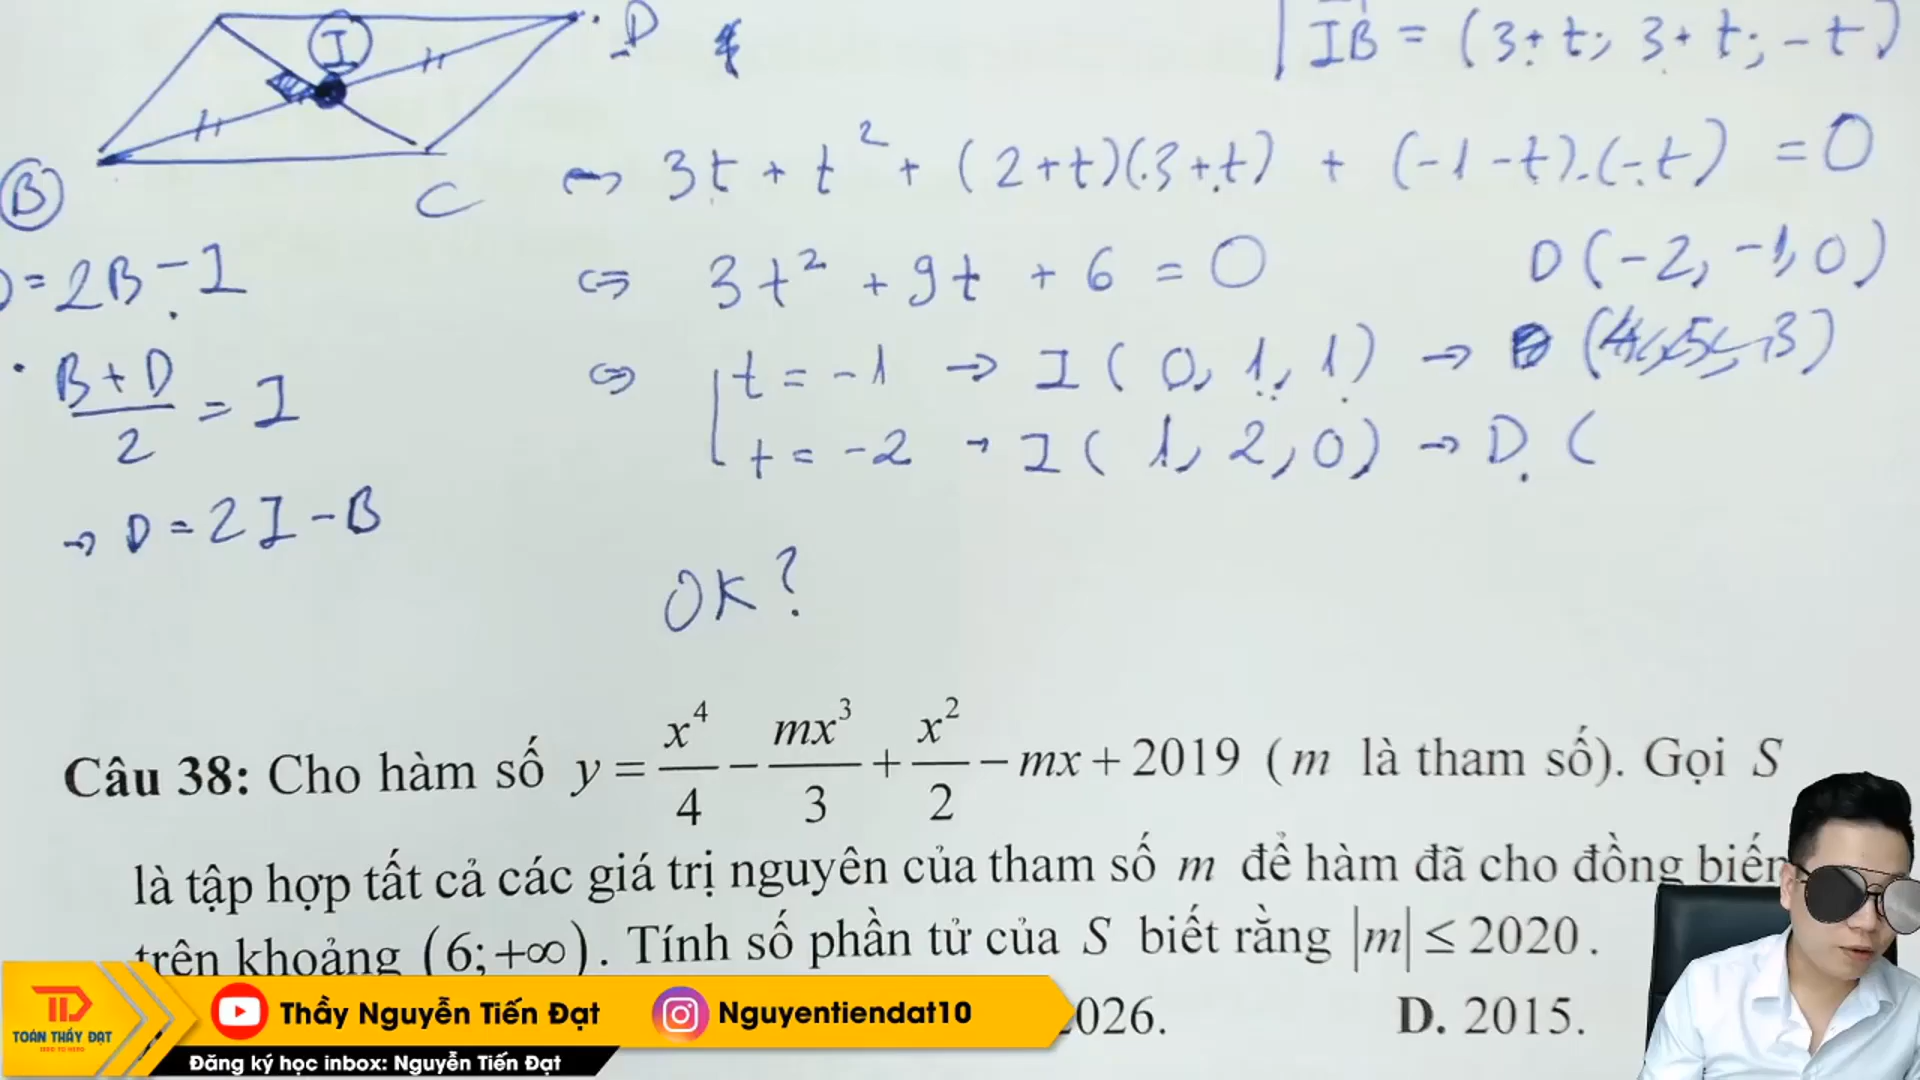 I
D
IB = (3+t; 3+t; -t)
B
C
⇔ 3t + t² + (2+t)(3+t) + (-1-t).(-t) = 0
= 2B - I
⇔ 3t² + 9t + 6 = 0
D(-2, -1, 0)
B + D / 2 = I
⇔ t = -1 → I(0, 1, 1) →
t = -2 → I(1, 2, 0) → D (
→ D = 2I - B
OK?
Câu 38: Cho hàm số y = x⁴/4 - mx³/3 + x²/2 - mx + 2019 (m là tham số). Gọi S
là tập hợp tất cả các giá trị nguyên của tham số m để hàm đã cho đồng biến
trên khoảng (6;+∞). Tính số phần tử của S biết rằng |m| ≤ 2020.
026. D. 2015.
TOÁN THẦY ĐẠT
Thầy Nguyễn Tiến Đạt
Nguyentiendat10
Đăng ký học inbox: Nguyễn Tiến Đạt